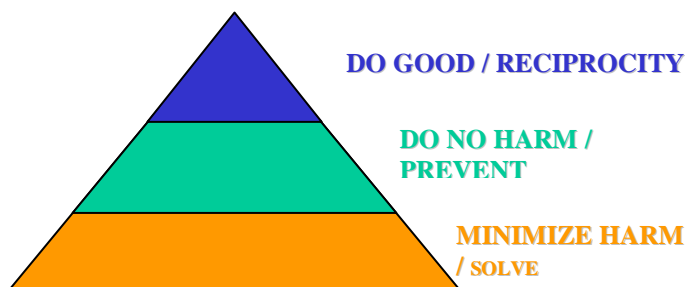 DO GOOD / RECIPROCITY
DO NO HARM /
PREVENT
MINIMIZE HARM
/ SOLVE